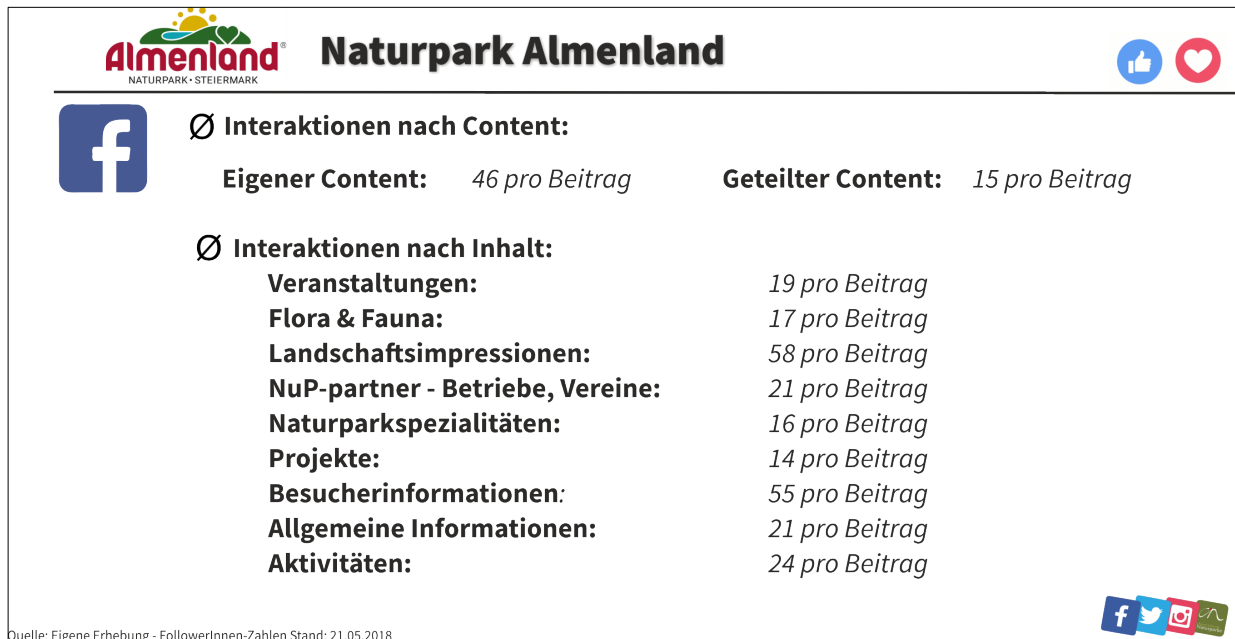 Almenland®
NATURPARK • STEIERMARK
Naturpark Almenland
Ø Interaktionen nach Content:
Eigener Content: 46 pro Beitrag Geteilter Content: 15 pro Beitrag
Ø Interaktionen nach Inhalt:
Veranstaltungen: 19 pro Beitrag
Flora & Fauna: 17 pro Beitrag
Landschaftsimpressionen: 58 pro Beitrag
NuP-partner - Betriebe, Vereine: 21 pro Beitrag
Naturparkspezialitäten: 16 pro Beitrag
Projekte: 14 pro Beitrag
Besucherinformationen: 55 pro Beitrag
Allgemeine Informationen: 21 pro Beitrag
Aktivitäten: 24 pro Beitrag
Quelle: Eigene Erhebung - FollowerInnen-Zahlen Stand: 21.05.2018